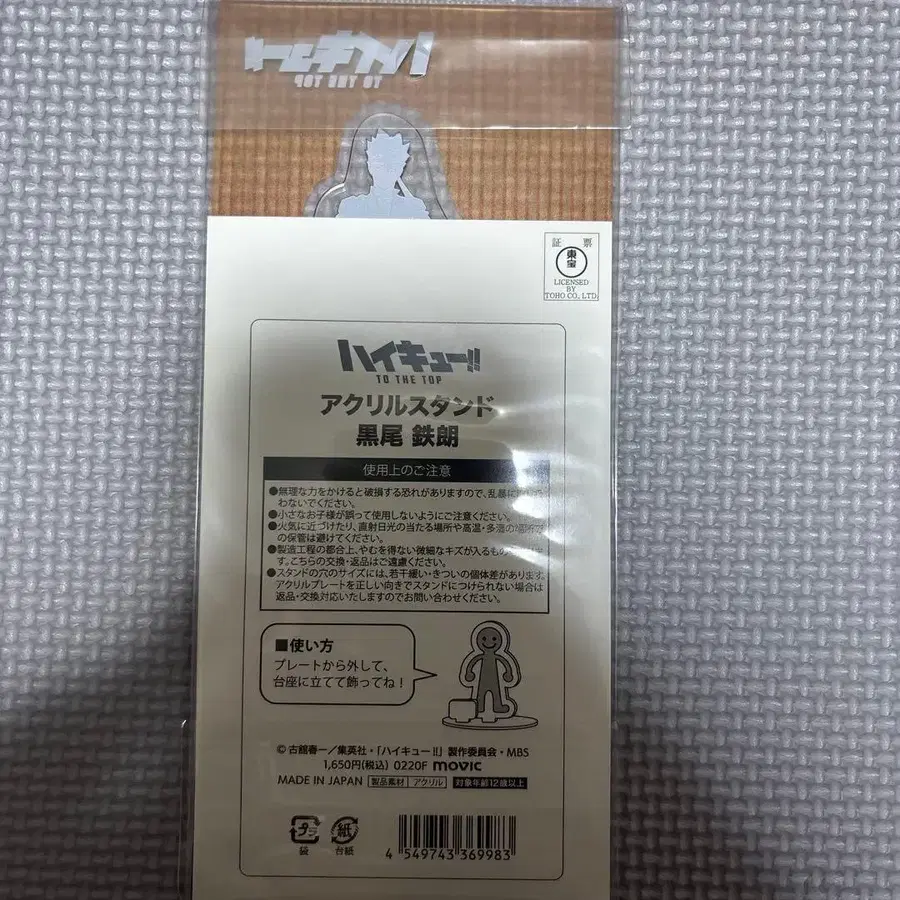 ハイキュー!!
TO THE TOP
証
紙
東宝
LICENSED
BY
TOHO CO., LTD.
ハイキュー!!
TO THE TOP
アクリルスタンド
黒尾 鉄朗
使用上のご注意
●無理な力をかけると破損する恐れがありますので、乱暴に
わないでください。
●小さなお子様が誤って使用しないようにご注意ください。
●火気に近づけたり、直射日光の当たる場所や高温・多湿の
の保管は避けてください。
●製造工程の都合上、やむを得ない微細なキズが入るもの
す。こちらの交換・返品はご遠慮ください。
●スタンドの穴のサイズには、若干緩い・きついの個体差があります。
アクリルプレートを正しい向きでスタンドにつけられない場合は
返品・交換対応いたしますのでお問い合わせください。
■使い方
プレートから外して、
台座に立てて飾ってね!
© 古舘春一/集英社・「ハイキュー!!」製作委員会・MBS
1,650円(税込) 0220F movic
MADE IN JAPAN 製品素材 アクリル 対象年齢12歳以上
プラ
袋
紙
台紙
4 549743 369983